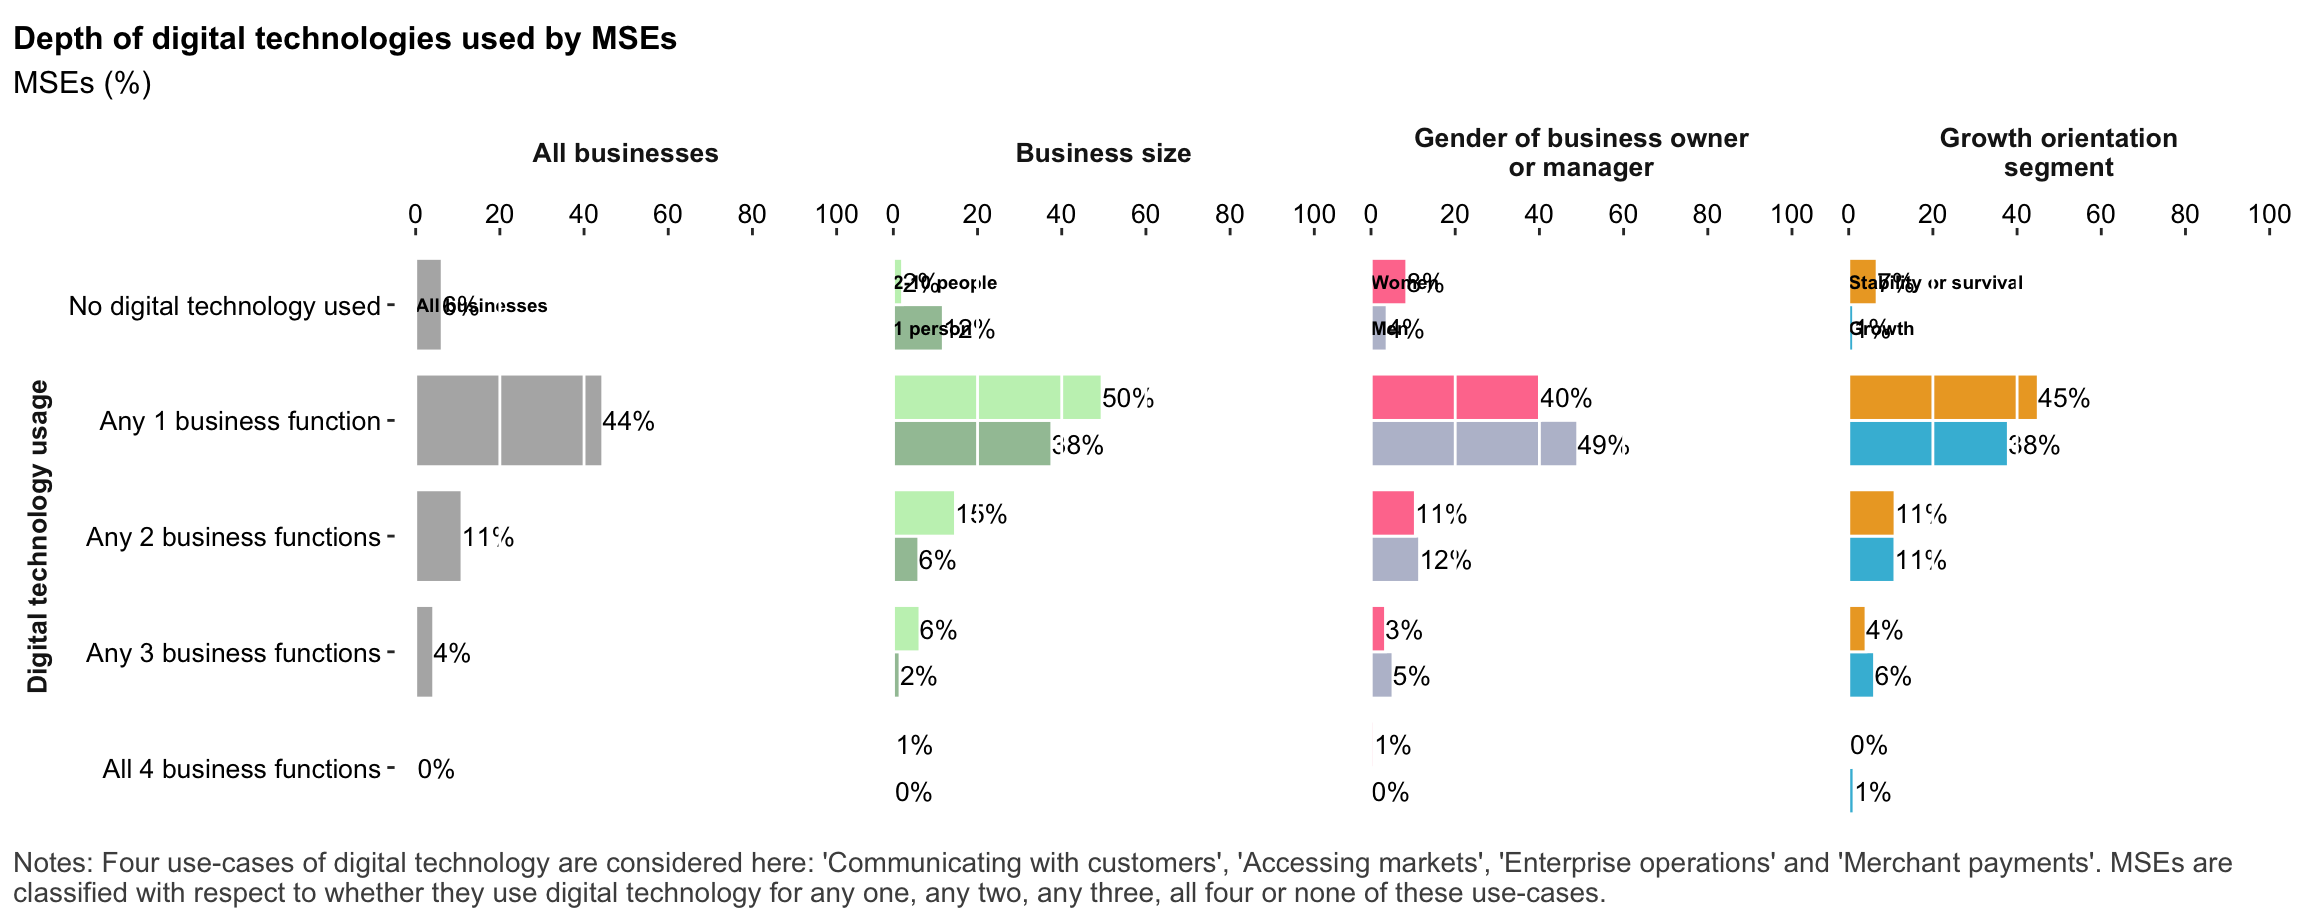 Depth of digital technologies used by MSEs
MSEs (%)
All businesses
Business size
Gender of business owner
or manager
Growth orientation
segment
0 20 40 60 80 100 0 20 40 60 80 100 0 20 40 60 80 100 0 20 40 60 80 100
Digital technology usage
No digital technology used
All businesses 6%
2-10 people 2%
1 person 12%
Women 8%
Men 4%
Stability or survival 7%
Growth 1%
Any 1 business function
44%
50%
38%
40%
49%
45%
38%
Any 2 business functions
11%
15%
6%
11%
12%
11%
11%
Any 3 business functions
4%
6%
2%
3%
5%
4%
6%
All 4 business functions
0%
1%
0%
1%
0%
0%
1%
Notes: Four use-cases of digital technology are considered here: 'Communicating with customers', 'Accessing markets', 'Enterprise operations' and 'Merchant payments'. MSEs are
classified with respect to whether they use digital technology for any one, any two, any three, all four or none of these use-cases.